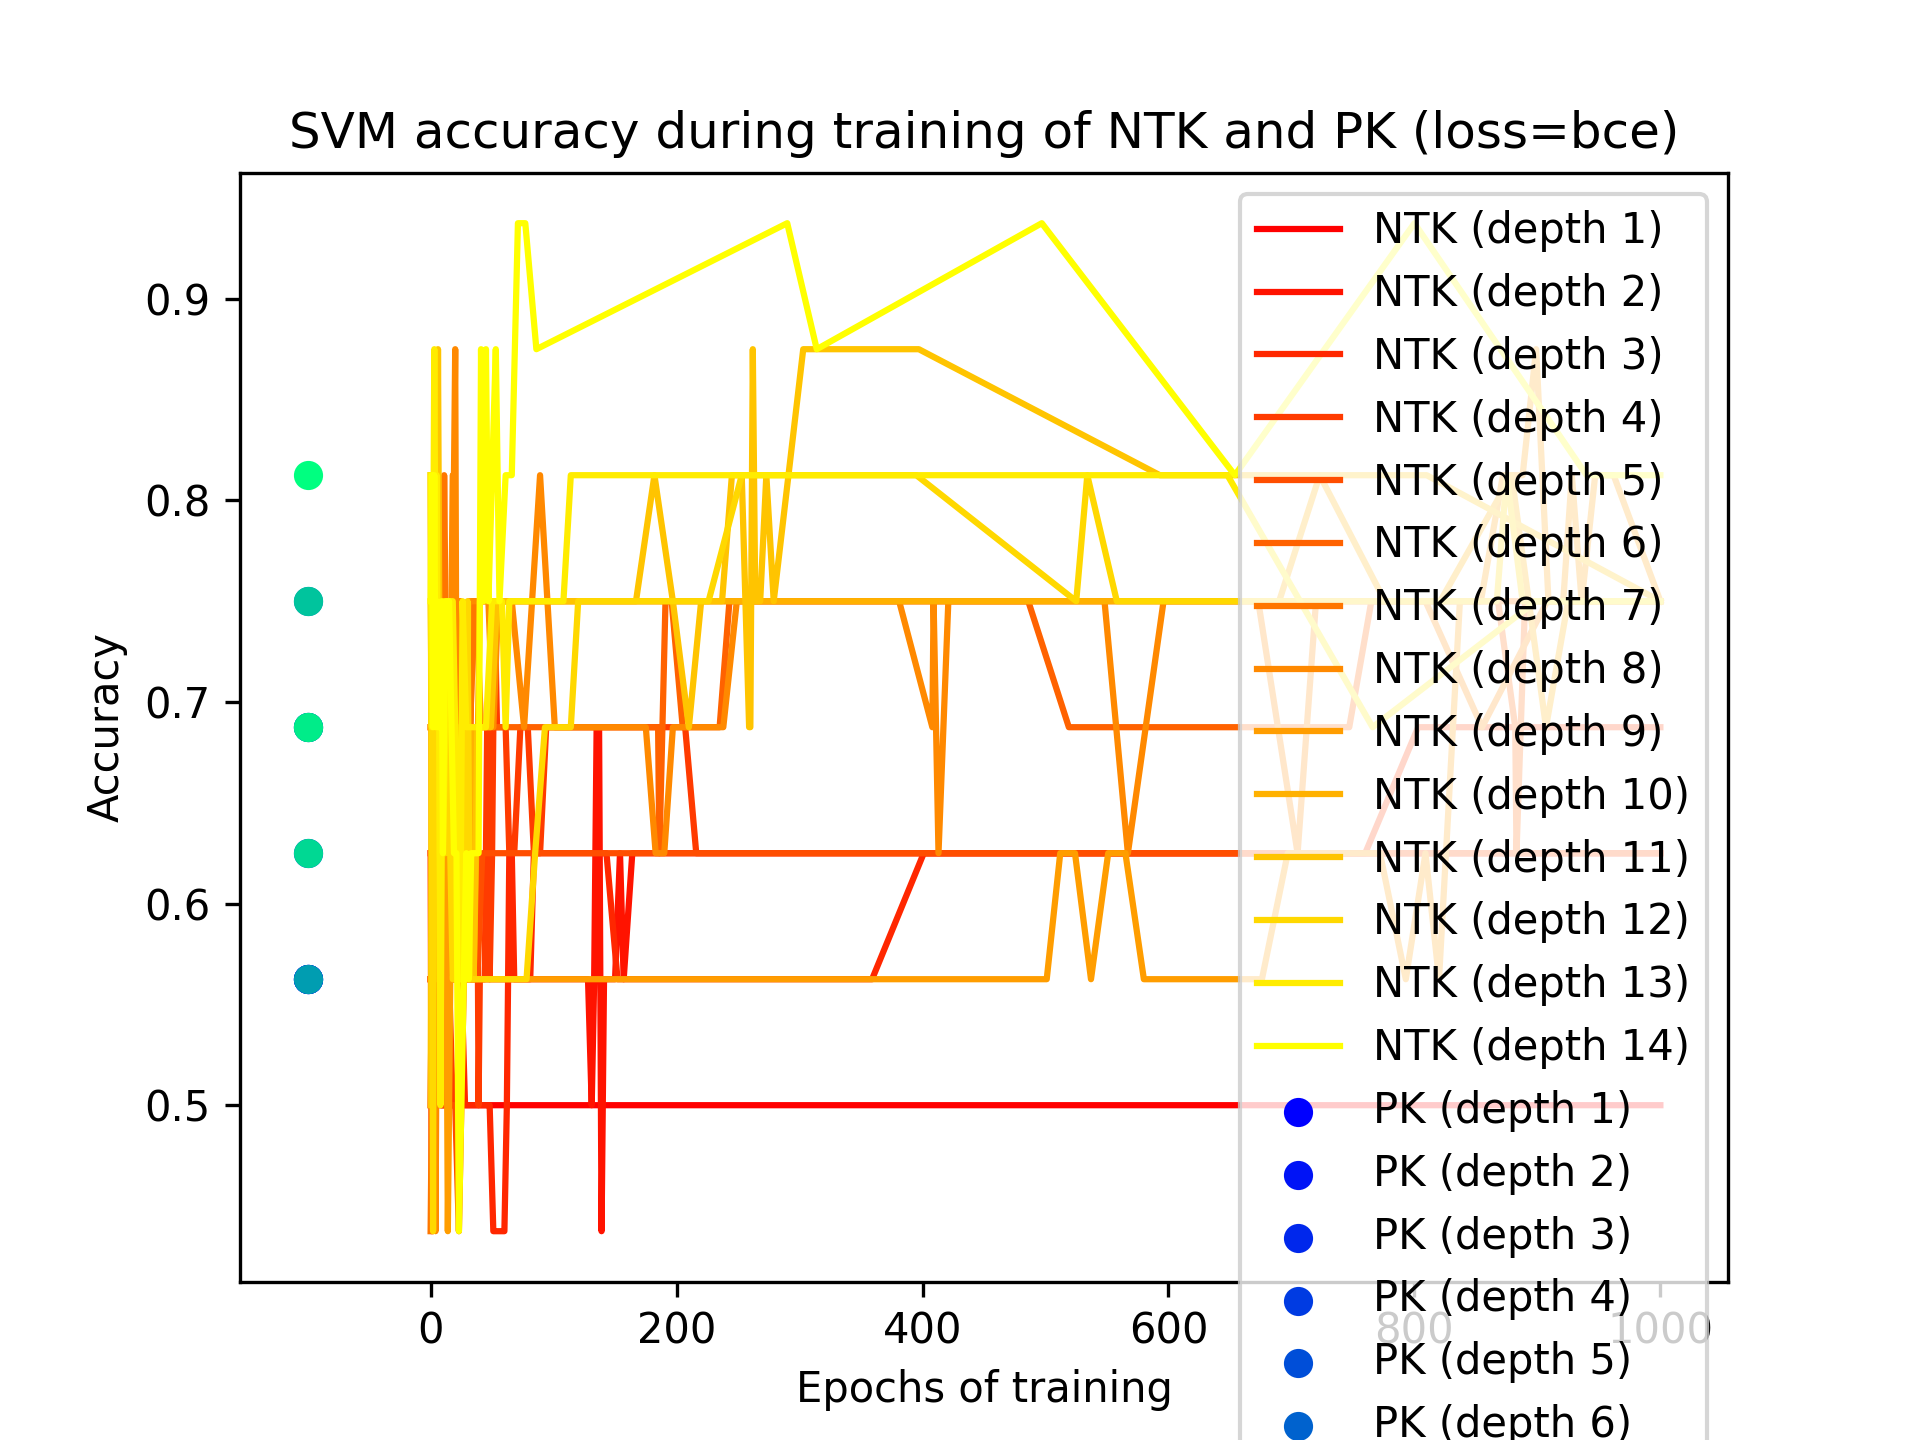 SVM accuracy during training of NTK and PK (loss=bce)
Accuracy
0.9
0.8
0.7
0.6
0.5
0
200
400
600
800
1000
Epochs of training
NTK (depth 1)
NTK (depth 2)
NTK (depth 3)
NTK (depth 4)
NTK (depth 5)
NTK (depth 6)
NTK (depth 7)
NTK (depth 8)
NTK (depth 9)
NTK (depth 10)
NTK (depth 11)
NTK (depth 12)
NTK (depth 13)
NTK (depth 14)
PK (depth 1)
PK (depth 2)
PK (depth 3)
PK (depth 4)
PK (depth 5)
PK (depth 6)